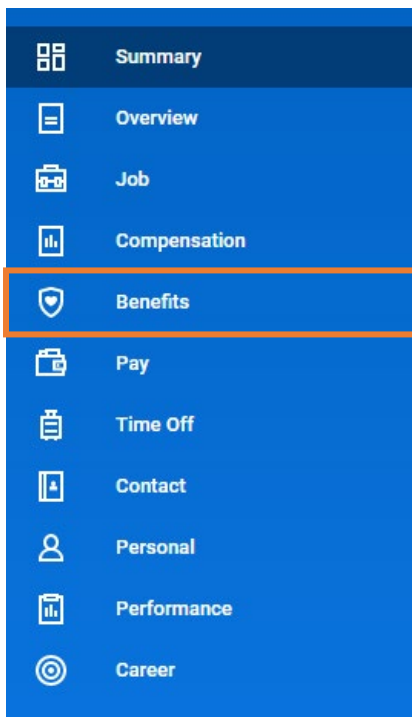 Summary
Overview
Job
Compensation
Benefits
Pay
Time Off
Contact
Personal
Performance
Career